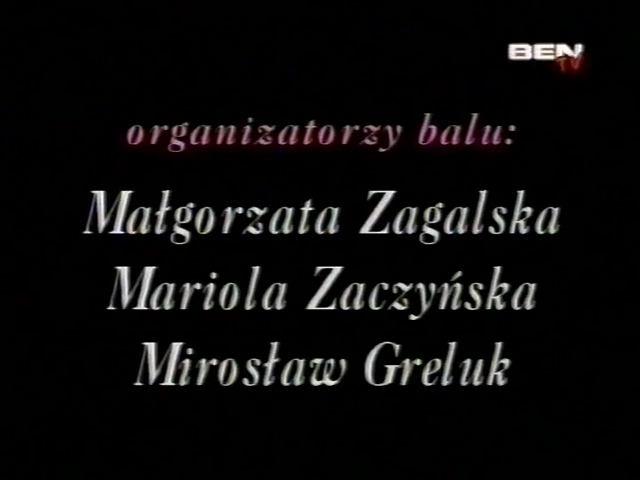 BEN
TV
organizatorzy balu:
Małgorzata Zagalska
Mariola Zaczyńska
Mirosław Greluk